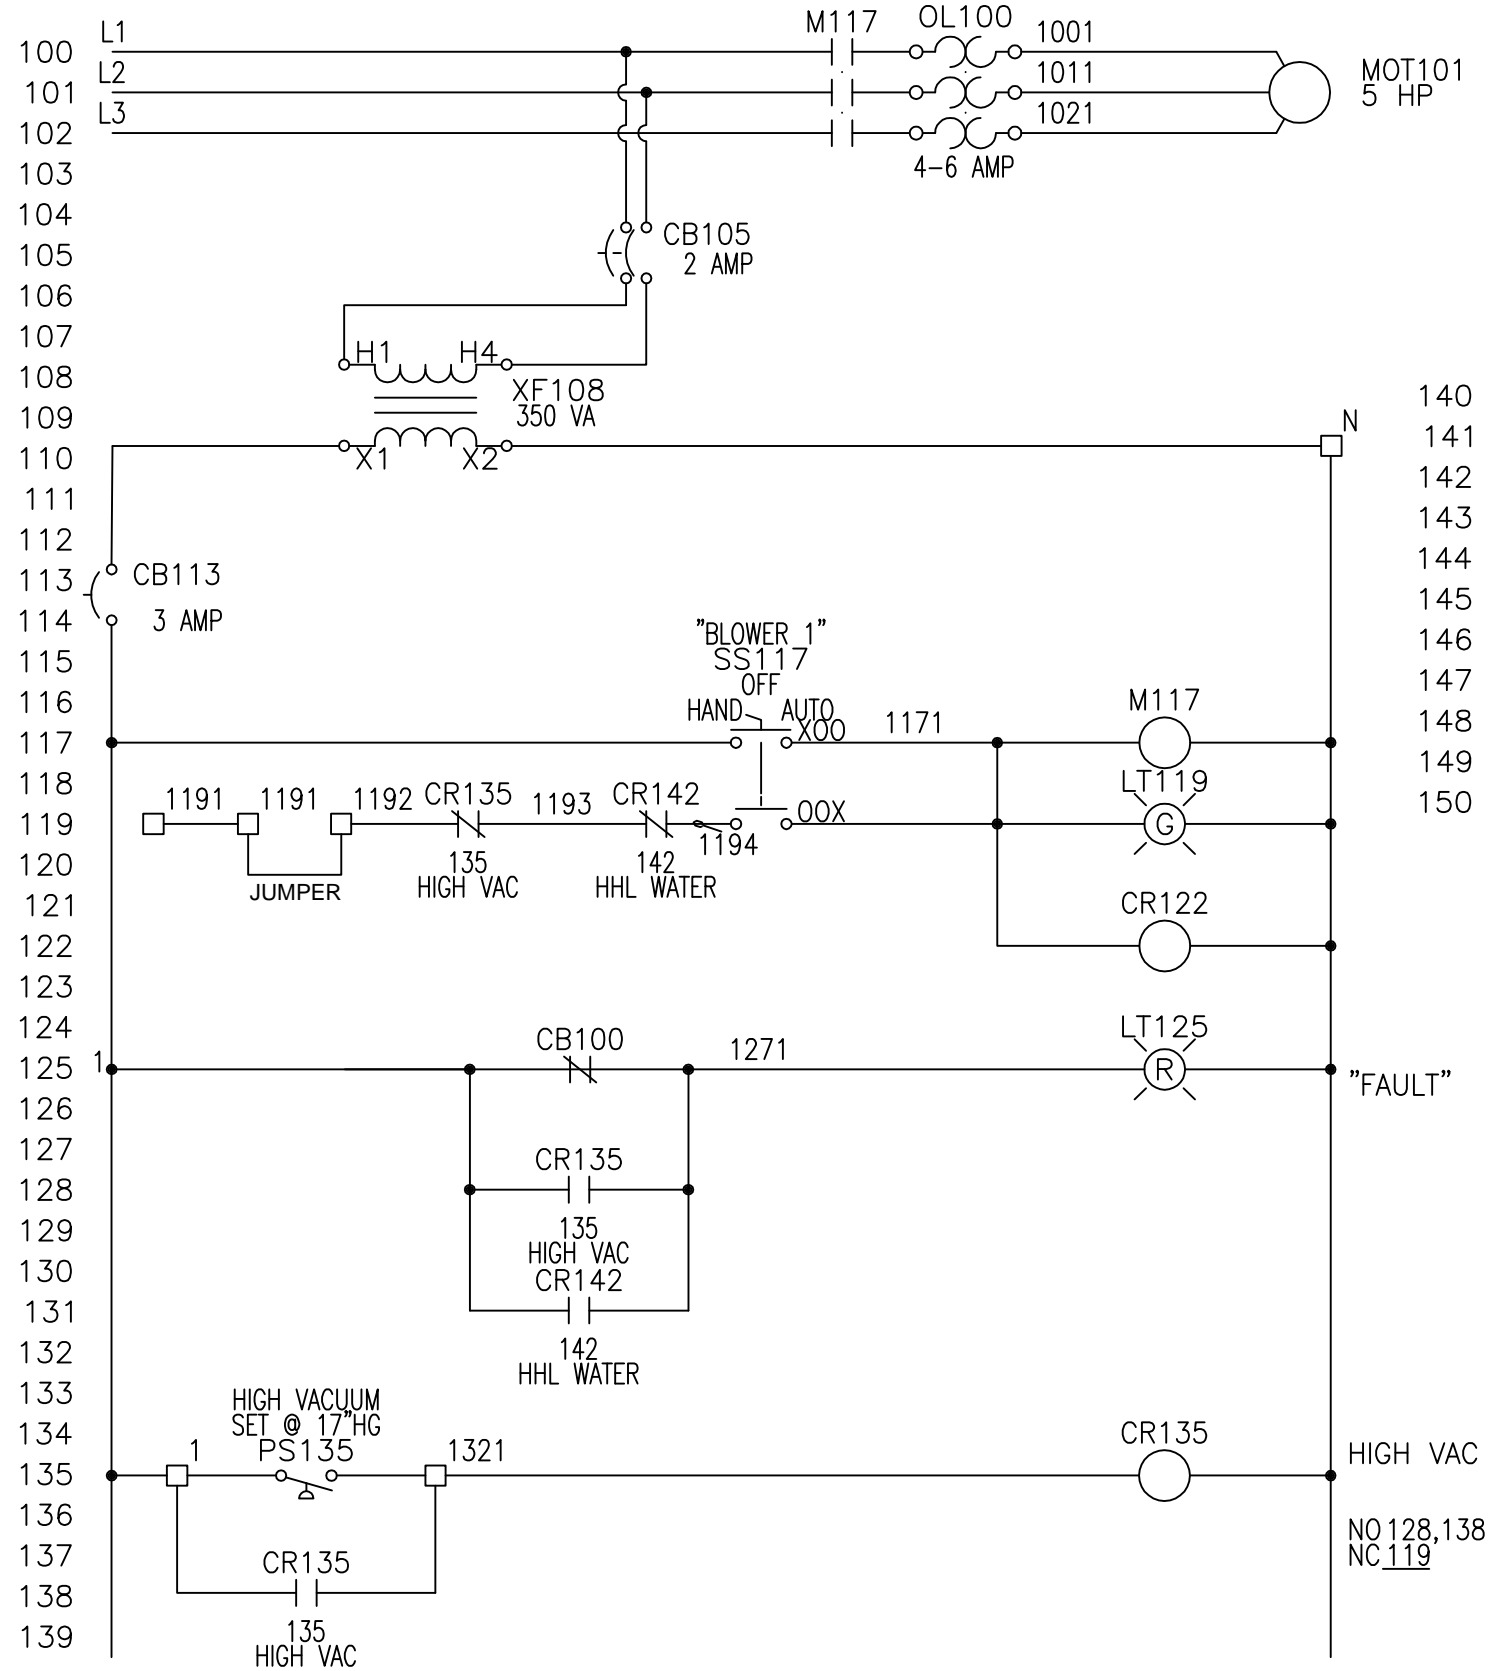 100
L1
M117
OL100
1001
101
L2
1011
MOT101
5 HP
102
L3
1021
4-6 AMP
103
104
CB105
2 AMP
105
106
107
H1
H4
108
XF108
350 VA
109
110
X1
X2
N
111
112
113
CB113
114
3 AMP
115
"BLOWER 1"
SS117
OFF
116
HAND
AUTO
M117
117
XOO
1171
118
LT119
119
1191
1191
1192
CR135
1193
CR142
1194
OOX
G
135
HIGH VAC
142
HHL WATER
120
JUMPER
121
CR122
122
123
124
CB100
LT125
125
1
1271
R
"FAULT"
126
127
CR135
128
129
135
HIGH VAC
130
CR142
131
132
142
HHL WATER
133
HIGH VACUUM
SET @ 17"HG
134
PS135
CR135
1
1321
HIGH VAC
135
136
NO 128,138
NC 119
137
CR135
138
135
HIGH VAC
139
140
141
142
143
144
145
146
147
148
149
150